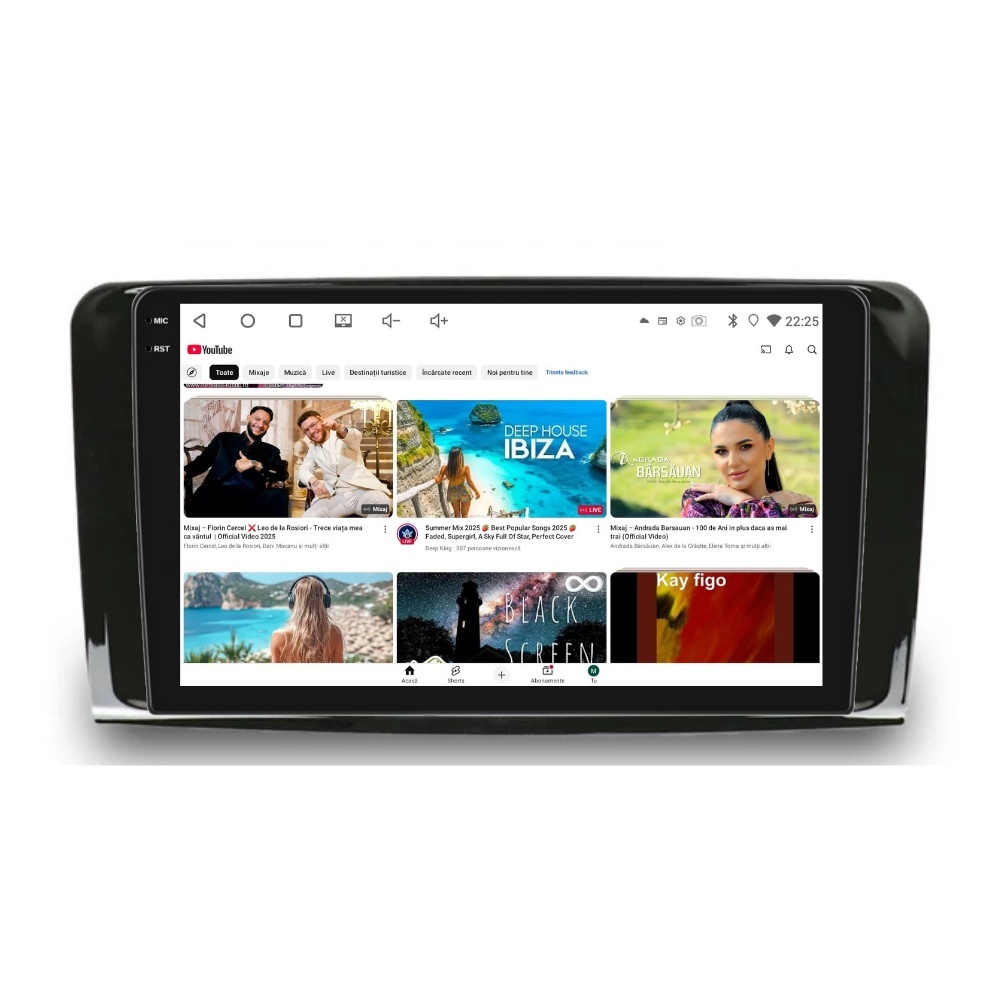 MIC
22:25
RST
YouTube
Toate
Mixaje
Muzică
Live
Destinații turistice
Încărcate recent
Noi pentru tine
Trimite feedback
DEEP HOUSE
IBIZA
ANDRADA
BÂRSĂUAN
Mixaj
LIVE
Mixaj
Mixaj – Florin Cercel ❌ Leo de la Rosiori - Trece viața mea
ca vântul | Official Video 2025
Florin Cercel, Leo de la Rosiori, Dani Mocanu și mulți alții
LIVE
Summer Mix 2025 🍓 Best Popular Songs 2025 🍓
Faded, Supergirl, A Sky Full Of Star, Perfect Cover
Deep King · 337 persoane vizionează
Mixaj – Andrada Barsauan - 100 de Ani in plus daca as mai
trai (Official Video)
Andrada Bârsăuan, Alex de la Orăștie, Elena Toma și mulți alții
BLACK
SCREEN
Kay figo
Acasă
Shorts
Abonamente
M
Tu